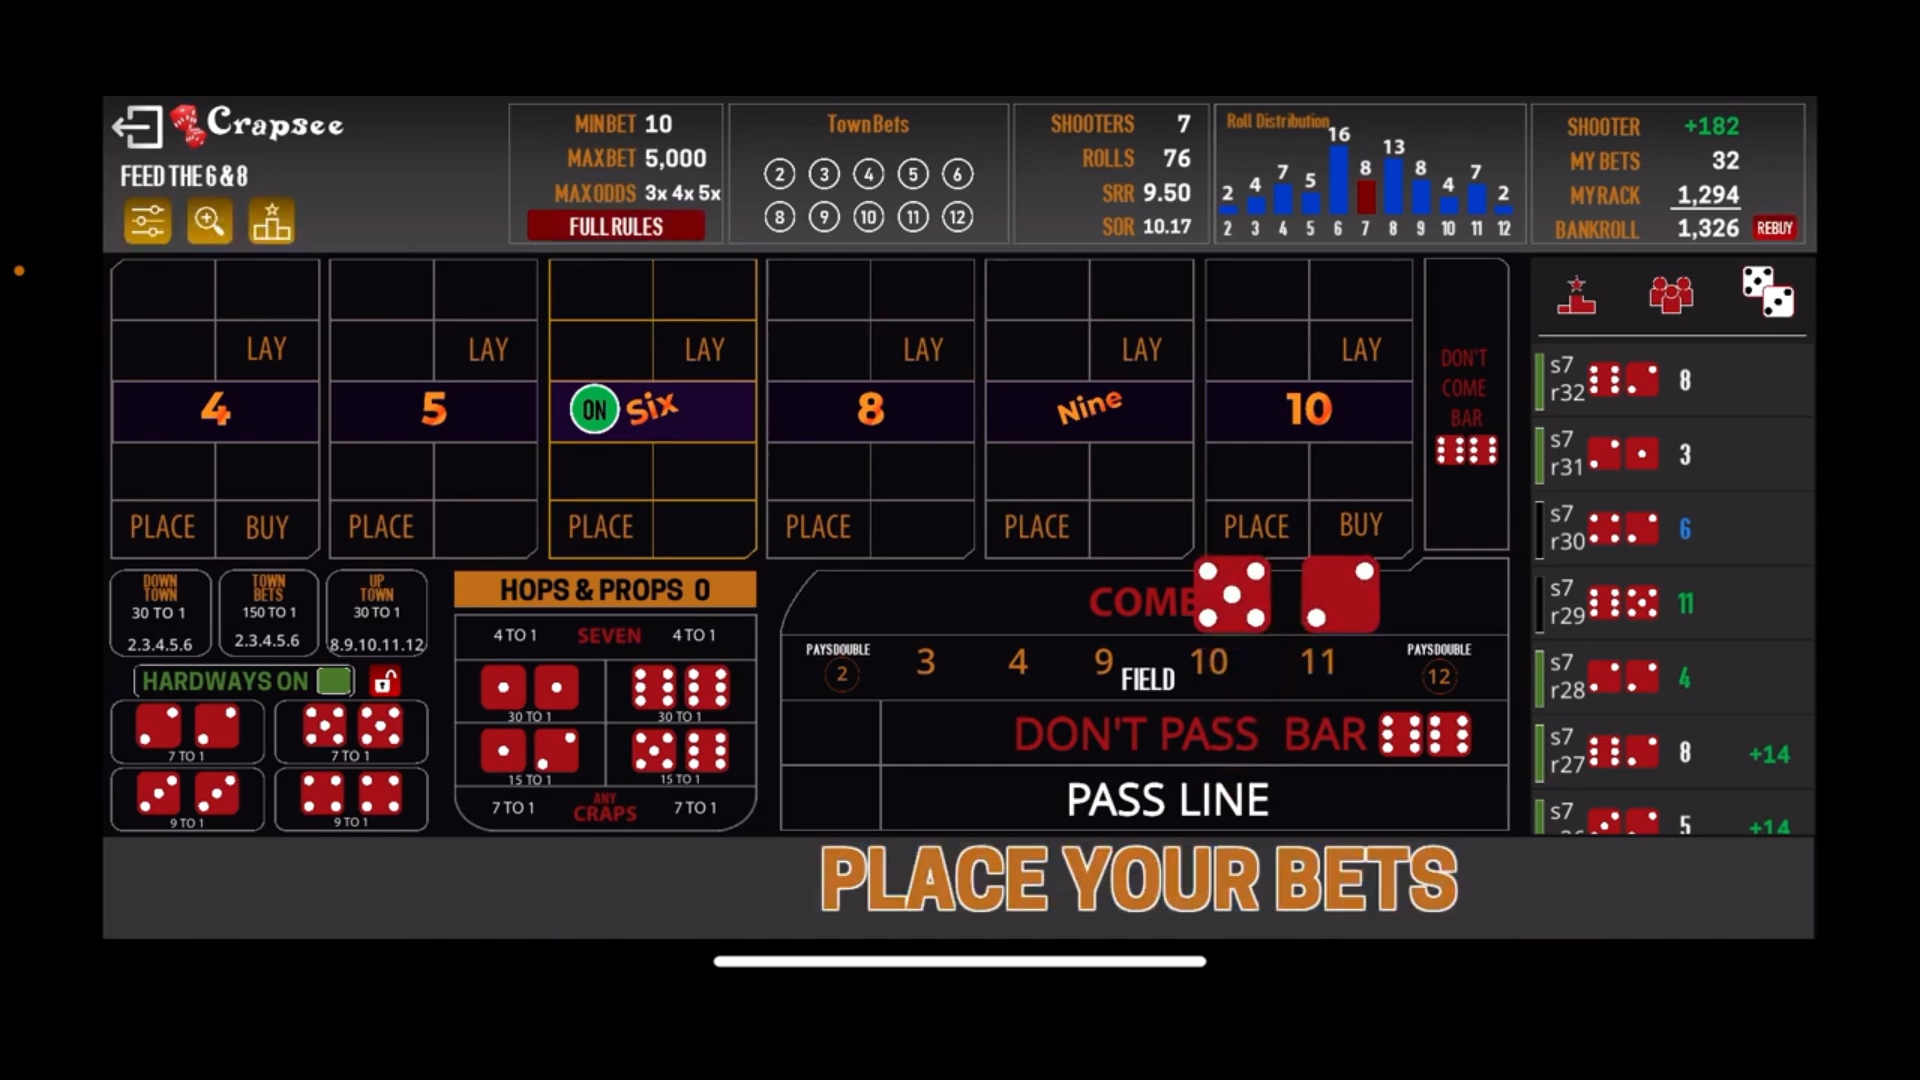 Crapsee
FEED THE 6 & 8
MIN BET 10
MAX BET 5,000
MAX ODDS 3x 4x 5x
FULL RULES
Town Bets
2 3 4 5 6
8 9 10 11 12
SHOOTERS 7
ROLLS 76
SRR 9.50
SOR 10.17
Roll Distribution
2 4 7 5 16 8 13 8 4 7 2
2 3 4 5 6 7 8 9 10 11 12
SHOOTER +182
MY BETS 32
MY RACK 1,294
BANKROLL 1,326 REBUY
LAY LAY LAY LAY LAY LAY
4 5 ON Six 8 Nine 10
PLACE BUY PLACE PLACE PLACE PLACE PLACE BUY
DON'T
COME
BAR
DOWN
TOWN
30 TO 1
2.3.4.5.6
TOWN
BETS
150 TO 1
2.3.4.5.6
UP
TOWN
30 TO 1
8.9.10.11.12
HARDWAYS ON
7 TO 1 7 TO 1
9 TO 1 9 TO 1
HOPS & PROPS 0
4 TO 1 SEVEN 4 TO 1
30 TO 1 30 TO 1
15 TO 1 15 TO 1
7 TO 1 ANY CRAPS 7 TO 1
COME
PAYS DOUBLE 2 3 4 9 10 11 PAYS DOUBLE 12
FIELD
DON'T PASS BAR
PASS LINE
s7 r32 8
s7 r31 3
s7 r30 6
s7 r29 11
s7 r28 4
s7 r27 8 +14
s7 5 +14
PLACE YOUR BETS